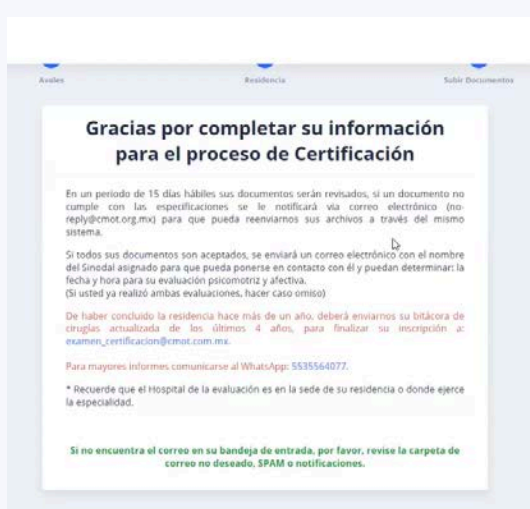 Avales Residencia Subir Documentos
Gracias por completar su información
para el proceso de Certificación
En un periodo de 15 días hábiles sus documentos serán revisados, si un documento no
cumple con las especificaciones se le notificará vía correo electrónico (no-
reply@cmot.org.mx) para que pueda reenviarnos sus archivos a través del mismo
sistema.
Si todos sus documentos son aceptados, se enviará un correo electrónico con el nombre
del Sinodal asignado para que pueda ponerse en contacto con él y puedan determinar: la
fecha y hora para su evaluación psicomotriz y afectiva.
(Si usted ya realizó ambas evaluaciones, hacer caso omiso)
De haber concluido la residencia hace más de un año, deberá enviarnos su bitácora de
cirugías actualizada de los últimos 4 años, para finalizar su inscripción a:
examen_certificacion@cmot.com.mx.
Para mayores informes comunicarse al WhatsApp: 5535564077.
* Recuerde que el Hospital de la evaluación es en la sede de su residencia o donde ejerce
la especialidad.
Si no encuentra el correo en su bandeja de entrada, por favor, revise la carpeta de
correo no deseado, SPAM o notificaciones.